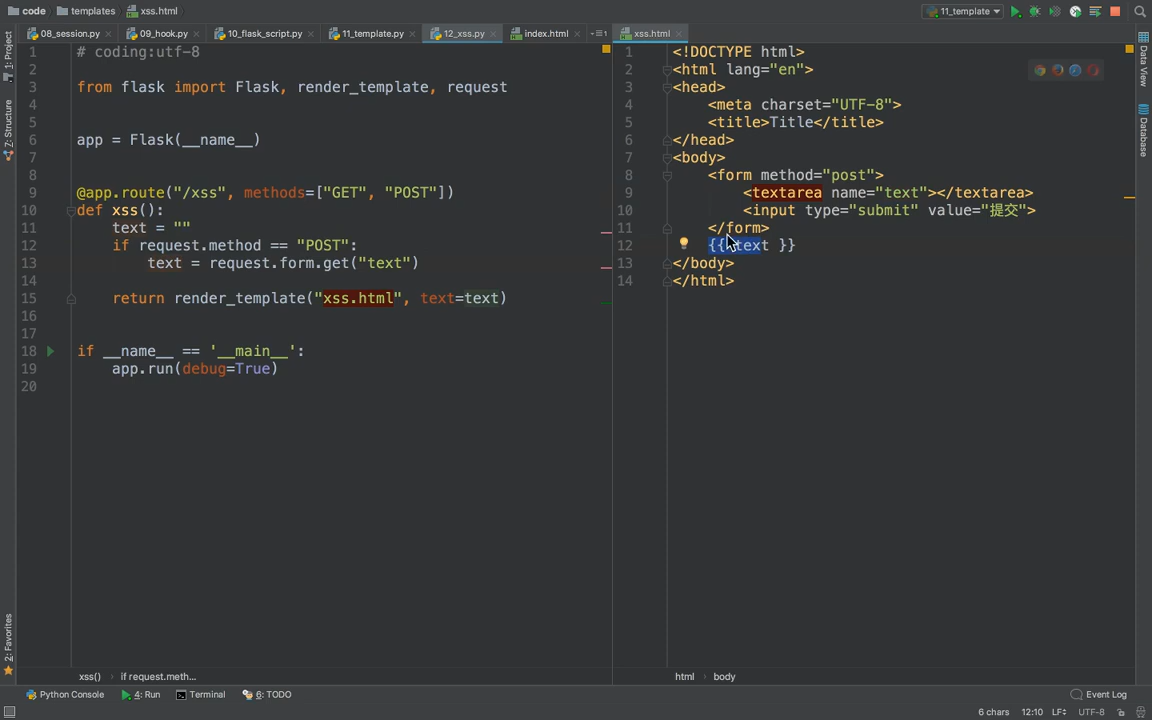 code templates xss.html 11_template
08_session.py 09_hook.py 10_flask_script.py 11_template.py 12_xss.py index.html xss.html
1: Project
Z: Structure
2: Favorites
1 # coding:utf-8
2
3 from flask import Flask, render_template, request
4
5
6 app = Flask(__name__)
7
8
9 @app.route("/xss", methods=["GET", "POST"])
10 def xss():
11 text = ""
12 if request.method == "POST":
13 text = request.form.get("text")
14
15 return render_template("xss.html", text=text)
16
17
18 if __name__ == '__main__':
19 app.run(debug=True)
20
xss() if request.meth...
1 <!DOCTYPE html>
2 <html lang="en">
3 <head>
4 <meta charset="UTF-8">
5 <title>Title</title>
6 </head>
7 <body>
8 <form method="post">
9 <textarea name="text"></textarea>
10 <input type="submit" value="提交">
11 </form>
12 {{ text }}
13 </body>
14 </html>
html body
Data View
Database
Python Console 4: Run Terminal 6: TODO Event Log
6 chars 12:10 LF UTF-8